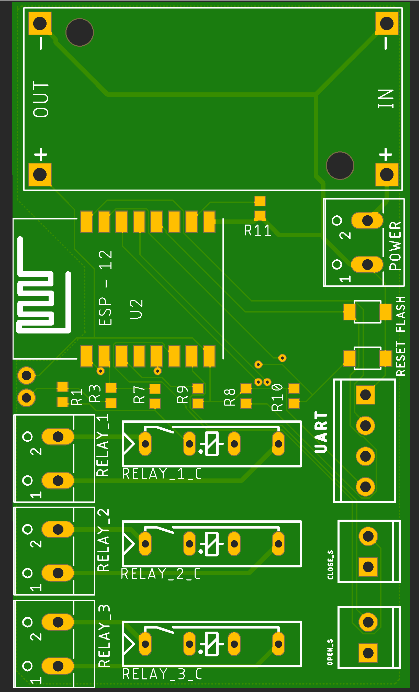 − −
OUT IN
+ +
R11
2
1
POWER
ESP - 12
U2
FLASH
RESET
R1 R3 R7 R9 R8 R10
RELAY_1
2
1
RELAY_1_C
UART
RELAY_2
2
1
RELAY_2_C
CLOSE_S
RELAY_3
2
1
RELAY_3_C
OPEN_S